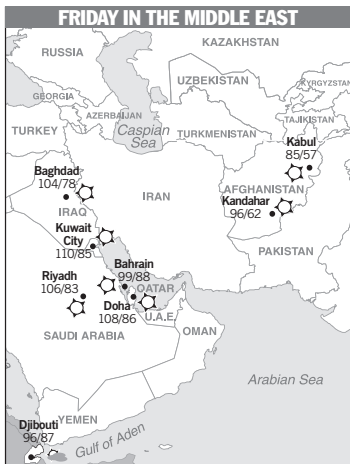 FRIDAY IN THE MIDDLE EAST
KAZAKHSTAN
RUSSIA
UZBEKISTAN
KYRGYZSTAN
GEORGIA
AZERBAIJAN
TAJIKISTAN
TURKEY
Caspian
Sea
TURKMENISTAN
Kabul
85/57
Baghdad
104/78
IRAQ
IRAN
AFGHANISTAN
Kandahar
96/62
Kuwait
City
110/85
PAKISTAN
Bahrain
99/88
Riyadh
106/83
QATAR
Doha
108/86
U.A.E.
SAUDI ARABIA
OMAN
Arabian Sea
YEMEN
Djibouti
96/87
Gulf of Aden